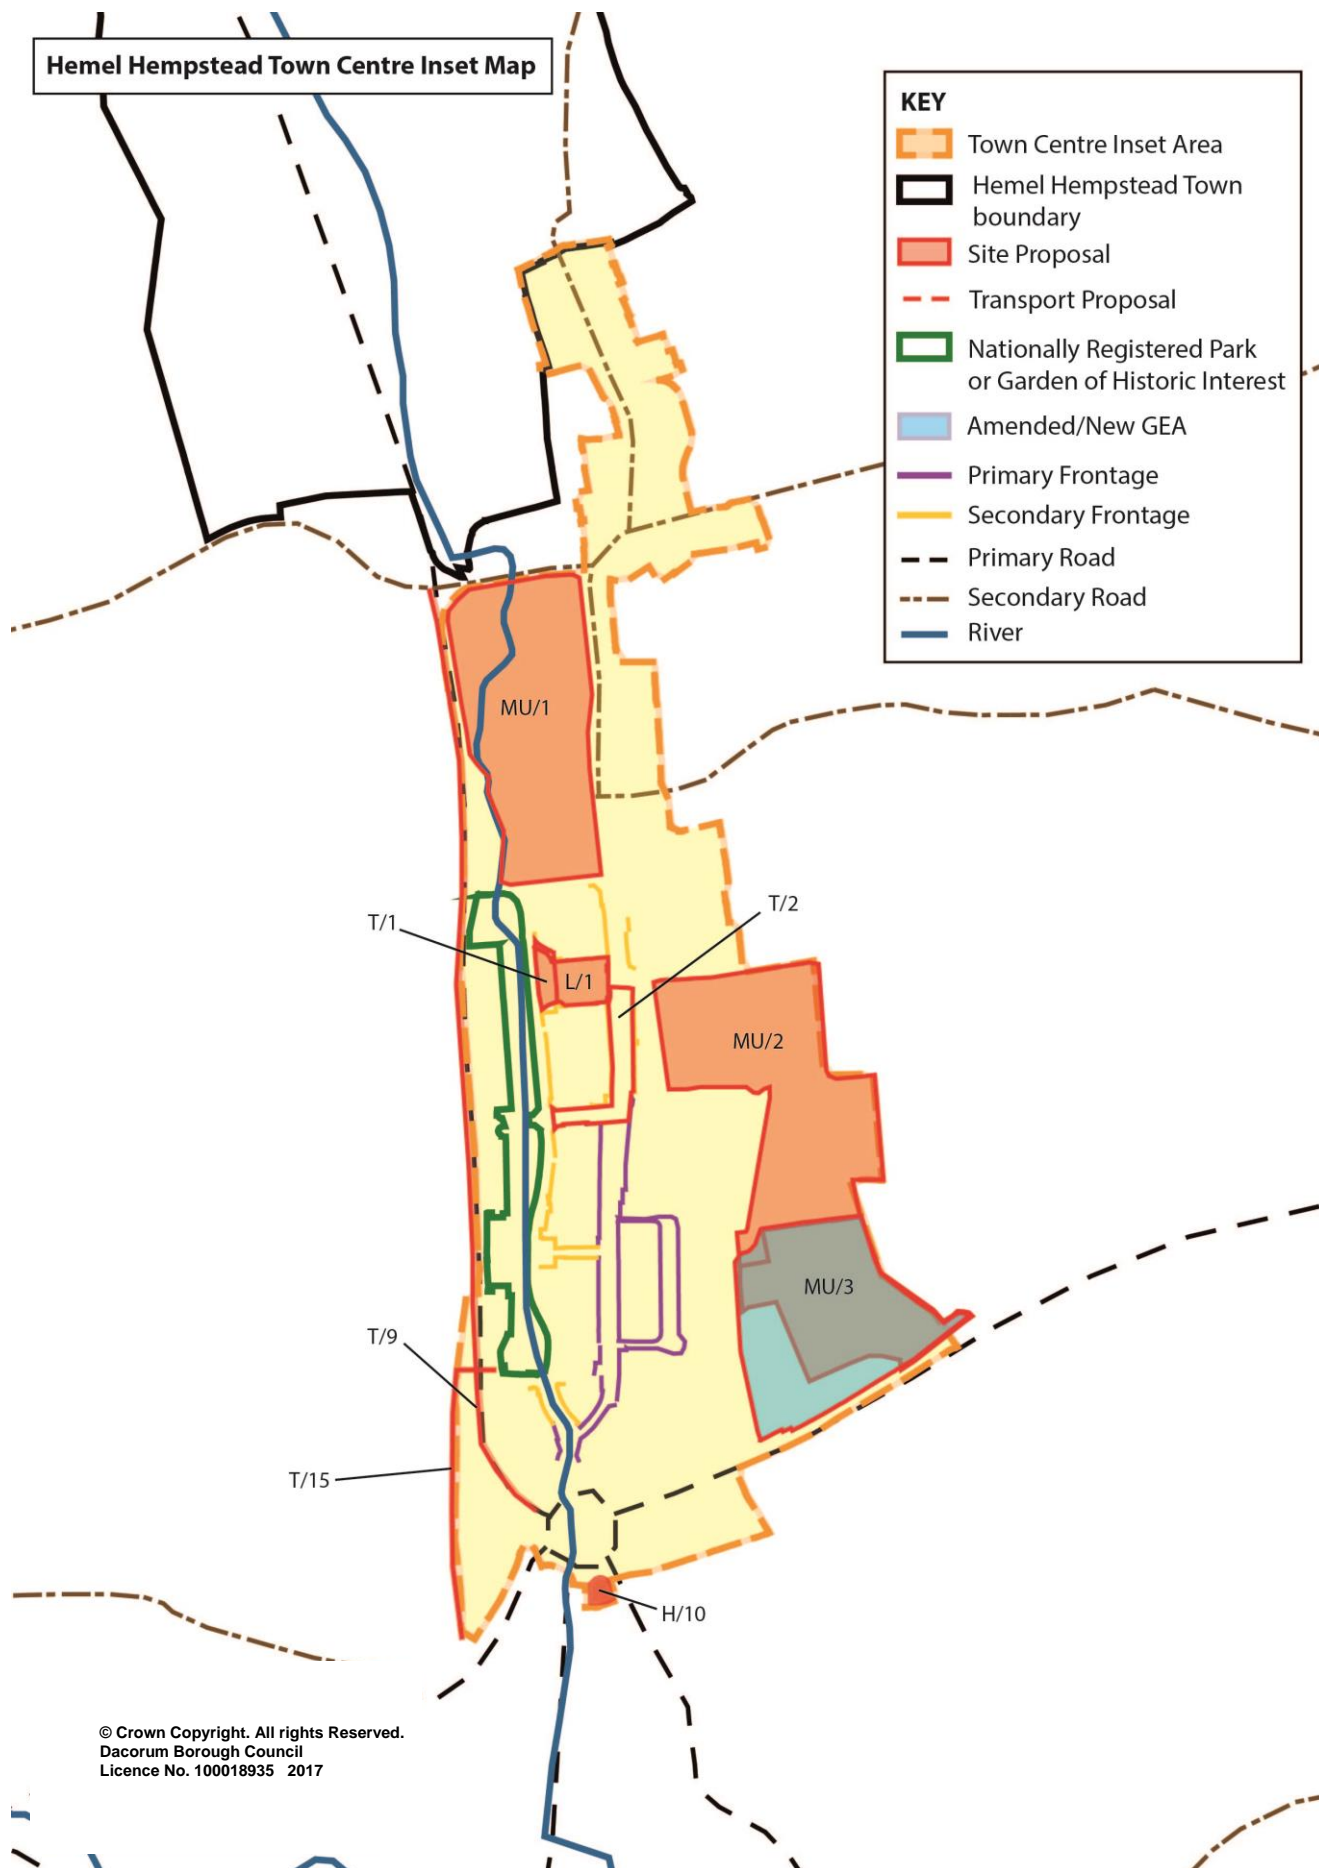 Hemel Hempstead Town Centre Inset Map
KEY
Town Centre Inset Area
Hemel Hempstead Town
boundary
Site Proposal
Transport Proposal
Nationally Registered Park
or Garden of Historic Interest
Amended/New GEA
Primary Frontage
Secondary Frontage
Primary Road
Secondary Road
River
MU/1
T/2
T/1
L/1
MU/2
MU/3
T/9
T/15
H/10
© Crown Copyright. All rights Reserved.
Dacorum Borough Council
Licence No. 100018935 2017